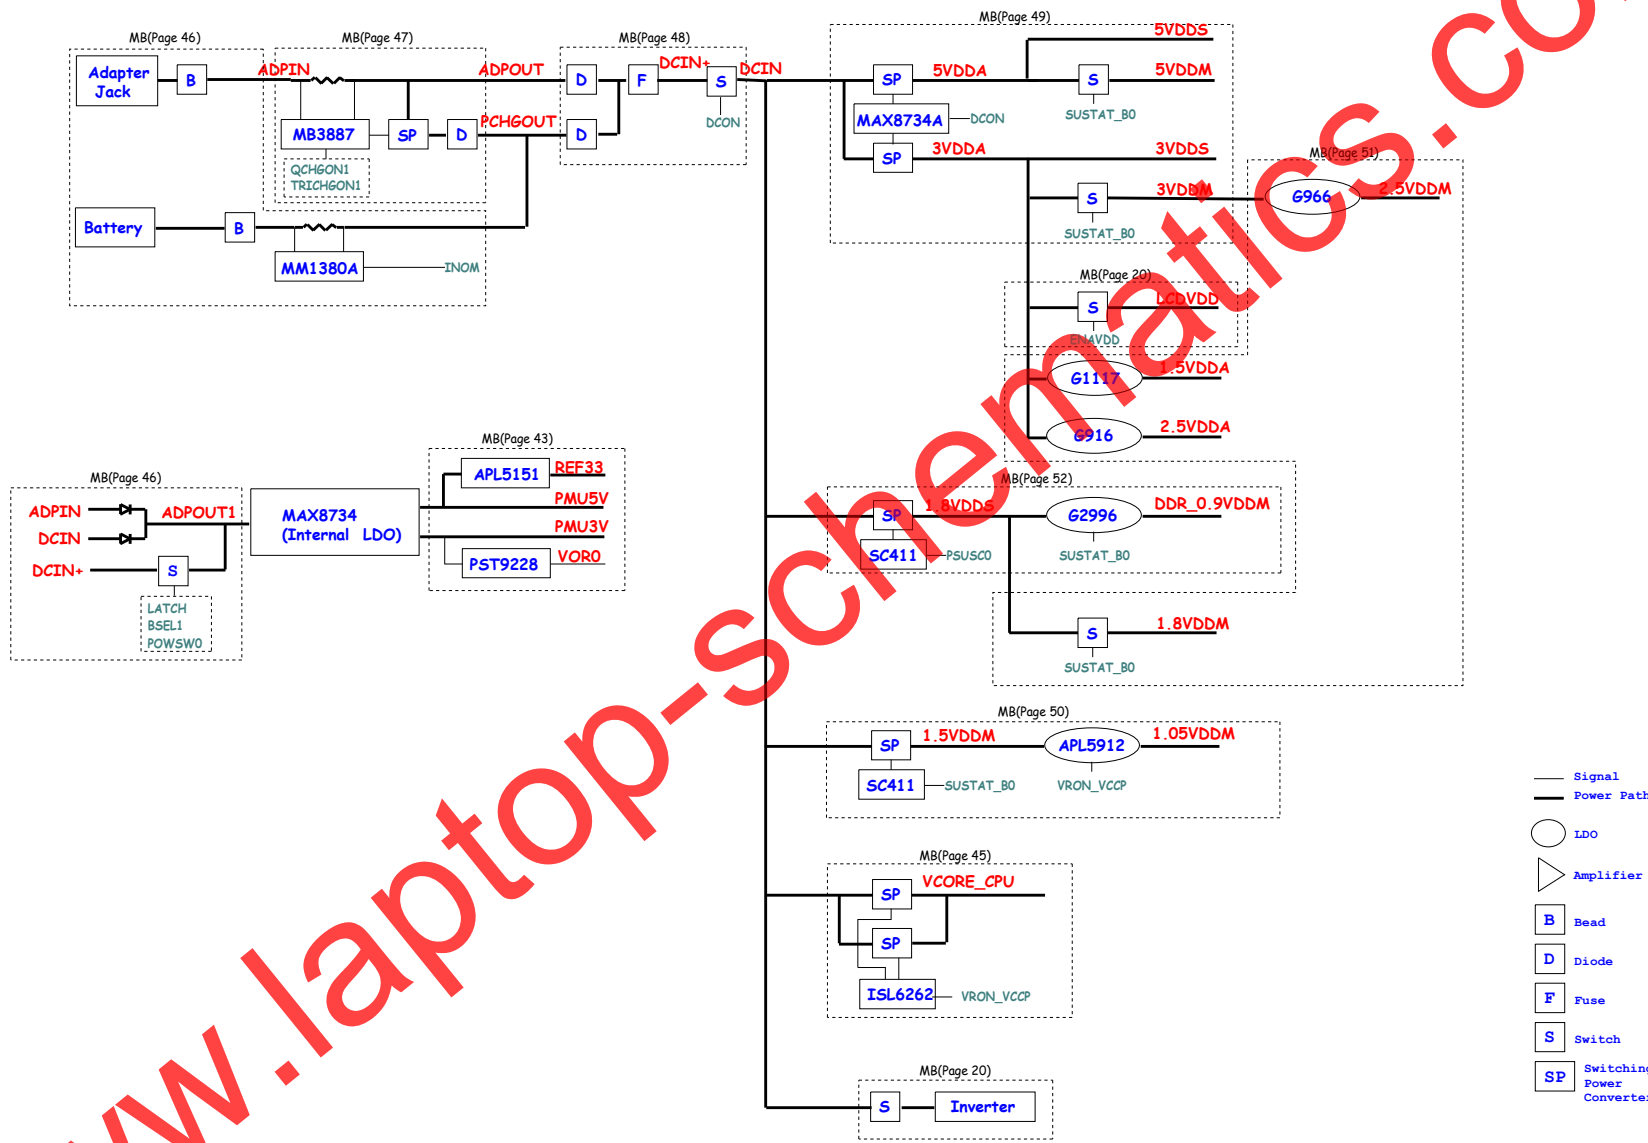 MB(Page 46)
MB(Page 47)
MB(Page 48)
MB(Page 49)
Adapter
Jack
B
ADPIN
ADPOUT
D
F
DCIN+
S
DCIN
DCON
MB3887
SP
D
PCHGOUT
D
QCHGON1
TRICHGON1
Battery
B
MM1380A
INOM
SP
5VDDA
5VDDS
S
5VDDM
SUSTAT_B0
MAX8734A
DCON
SP
3VDDA
3VDDS
S
3VDDM
SUSTAT_B0
MB(Page 51)
G966
2.5VDDM
MB(Page 20)
S
LCDVDD
ENAVDD
G1117
1.5VDDA
G916
2.5VDDA
MB(Page 46)
ADPIN
DCIN
DCIN+
ADPOUT1
S
LATCH
BSEL1
POWSW0
MAX8734
(Internal LDO)
MB(Page 43)
APL5151
REF33
PMU5V
PMU3V
PST9228
VOR0
MB(Page 52)
SP
1.8VDDS
SC411
PSUSC0
G2996
DDR_0.9VDDM
SUSTAT_B0
S
1.8VDDM
SUSTAT_B0
MB(Page 50)
SP
1.5VDDM
APL5912
1.05VDDM
SC411
SUSTAT_B0
VRON_VCCP
MB(Page 45)
SP
VCORE_CPU
SP
ISL6262
VRON_VCCP
MB(Page 20)
S
Inverter
Signal
Power Path
LDO
Amplifier
B
Bead
D
Diode
F
Fuse
S
Switch
SP
Switching
Power
Converter
w.laptop-schematics.co